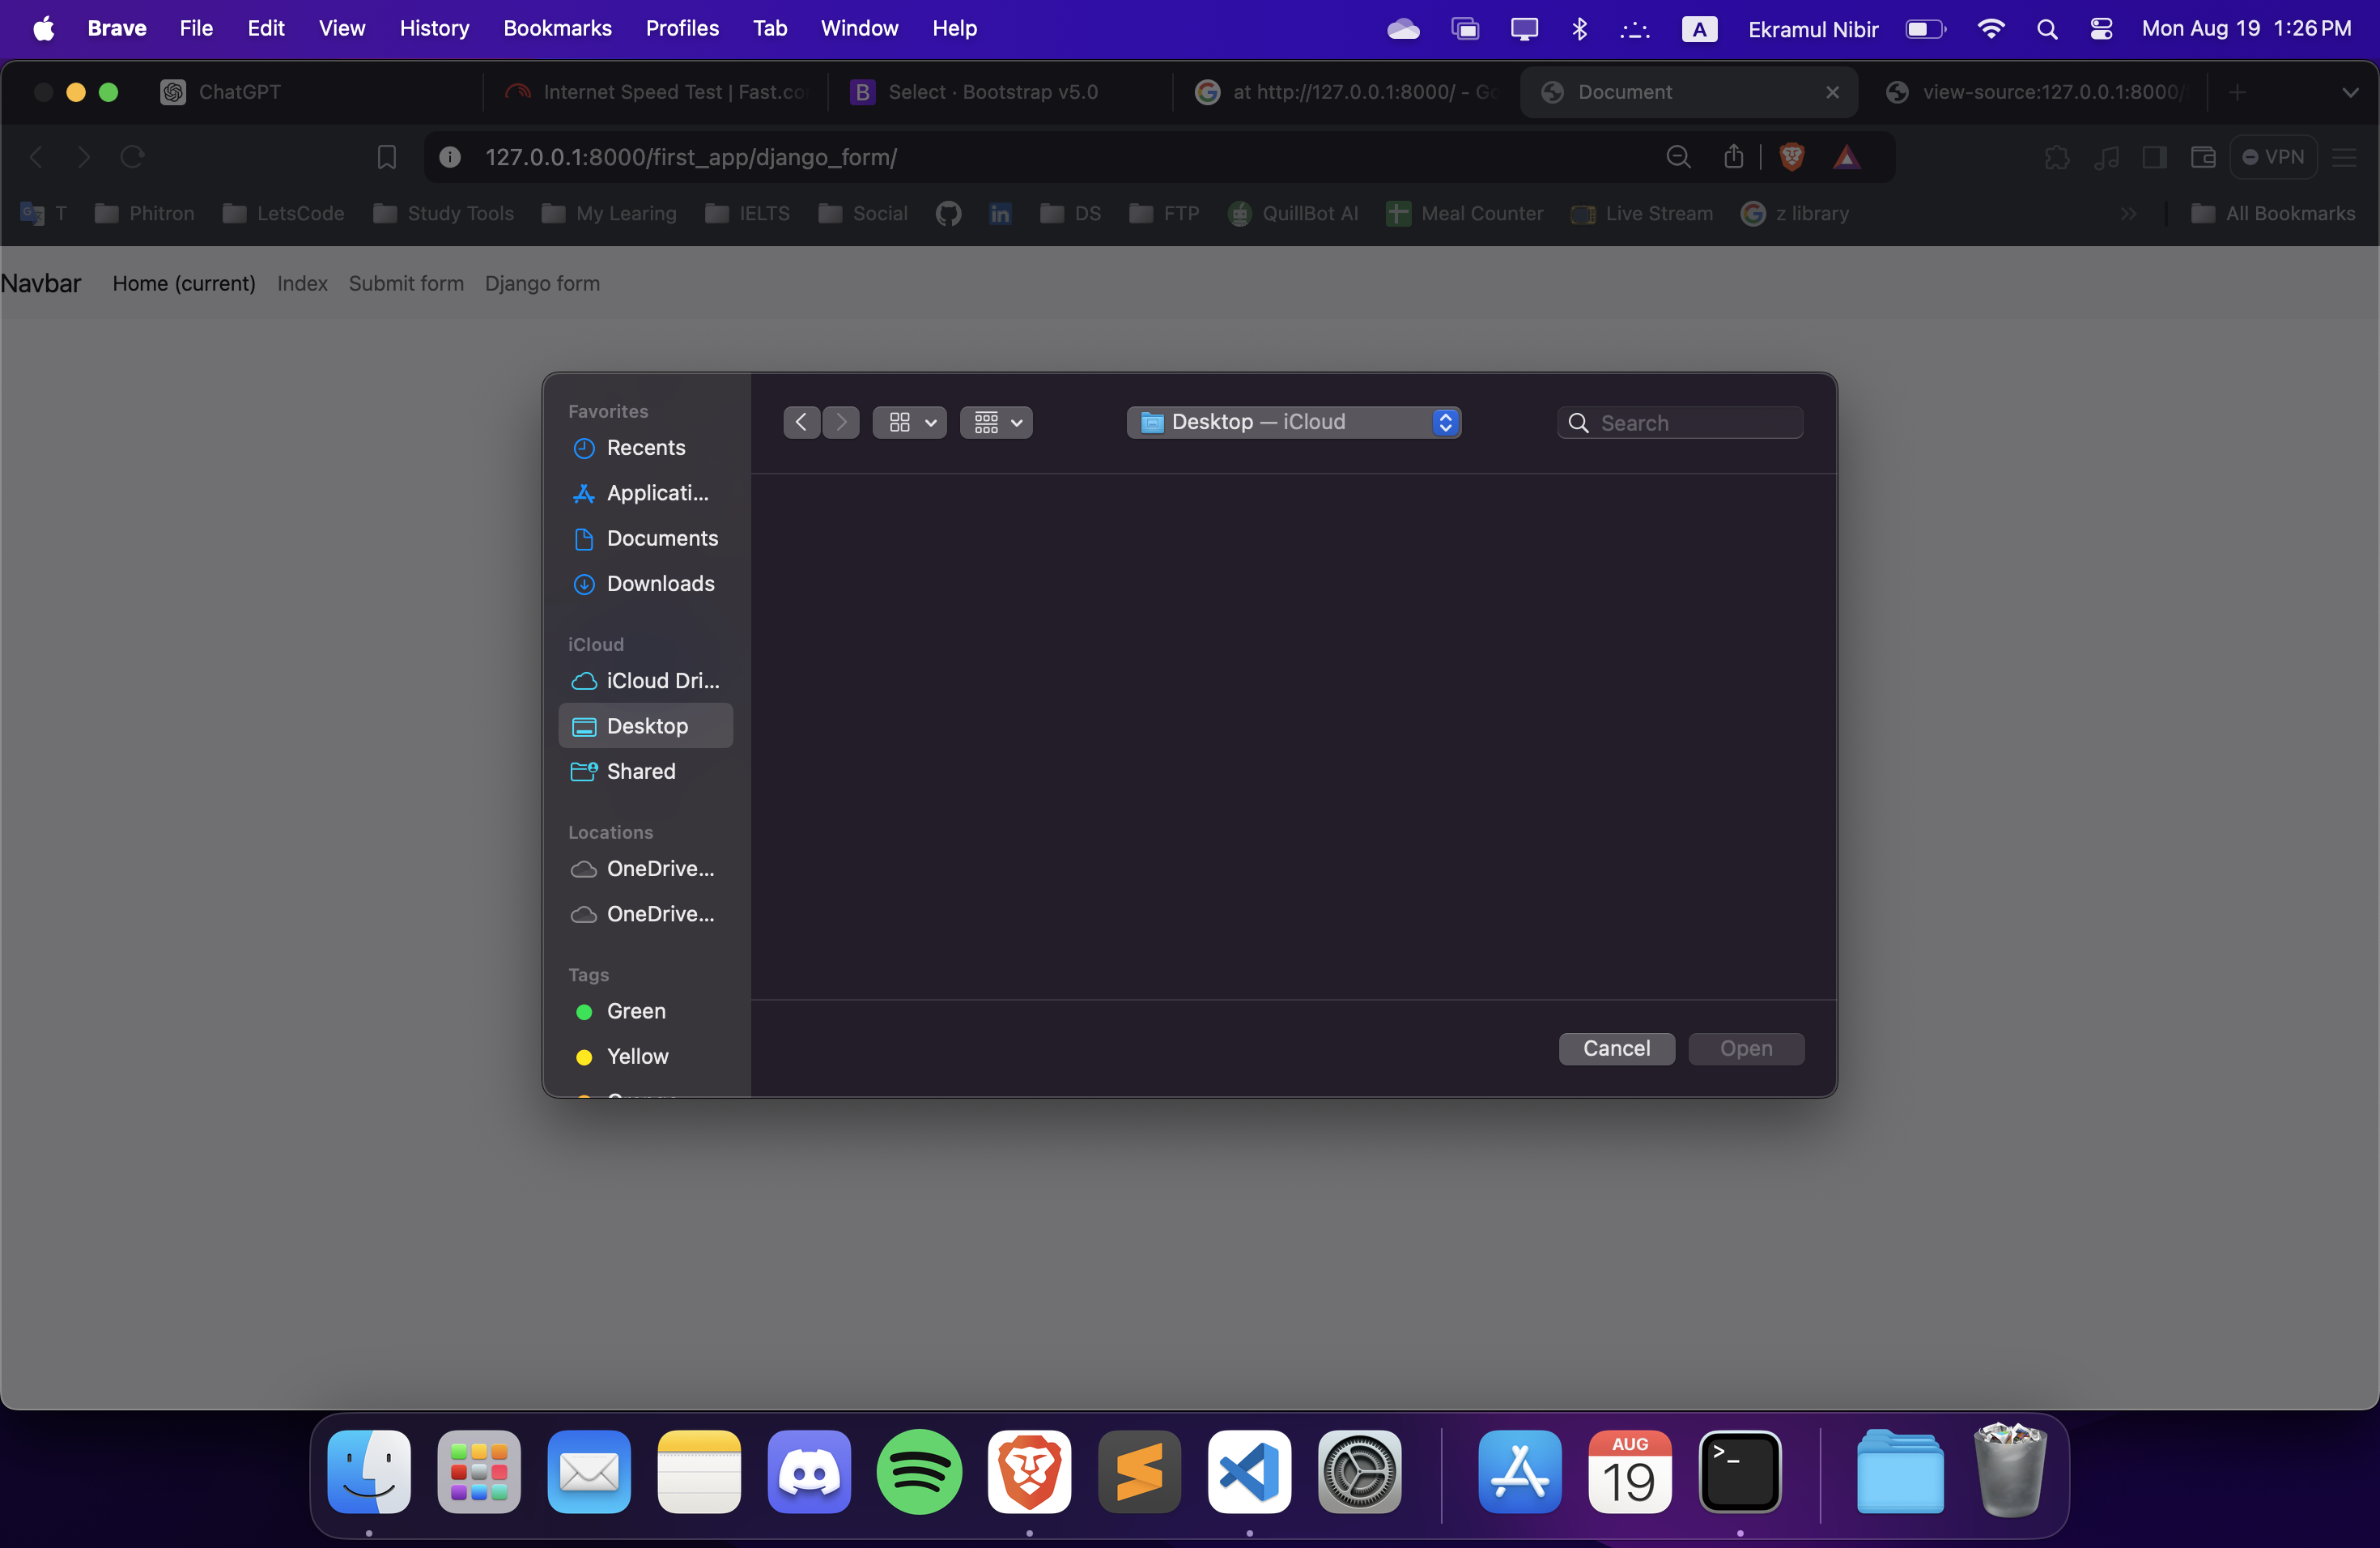 Brave File Edit View History Bookmarks Profiles Tab Window Help A Ekramul Nibir Mon Aug 19 1:26 PM
ChatGPT Internet Speed Test | Fast.co B Select · Bootstrap v5.0 at http://127.0.0.1:8000/ - Go Document view-source:127.0.0.1:8000/
127.0.0.1:8000/first_app/django_form/ VPN
T Phitron LetsCode Study Tools My Learing IELTS Social in DS FTP QuillBot AI Meal Counter Live Stream z library All Bookmarks
Navbar Home (current) Index Submit form Django form
Favorites
Recents
Applicati...
Documents
Downloads
iCloud
iCloud Dri...
Desktop
Shared
Locations
OneDrive...
OneDrive...
Tags
Green
Yellow
Desktop — iCloud
Search
Cancel Open
AUG
19